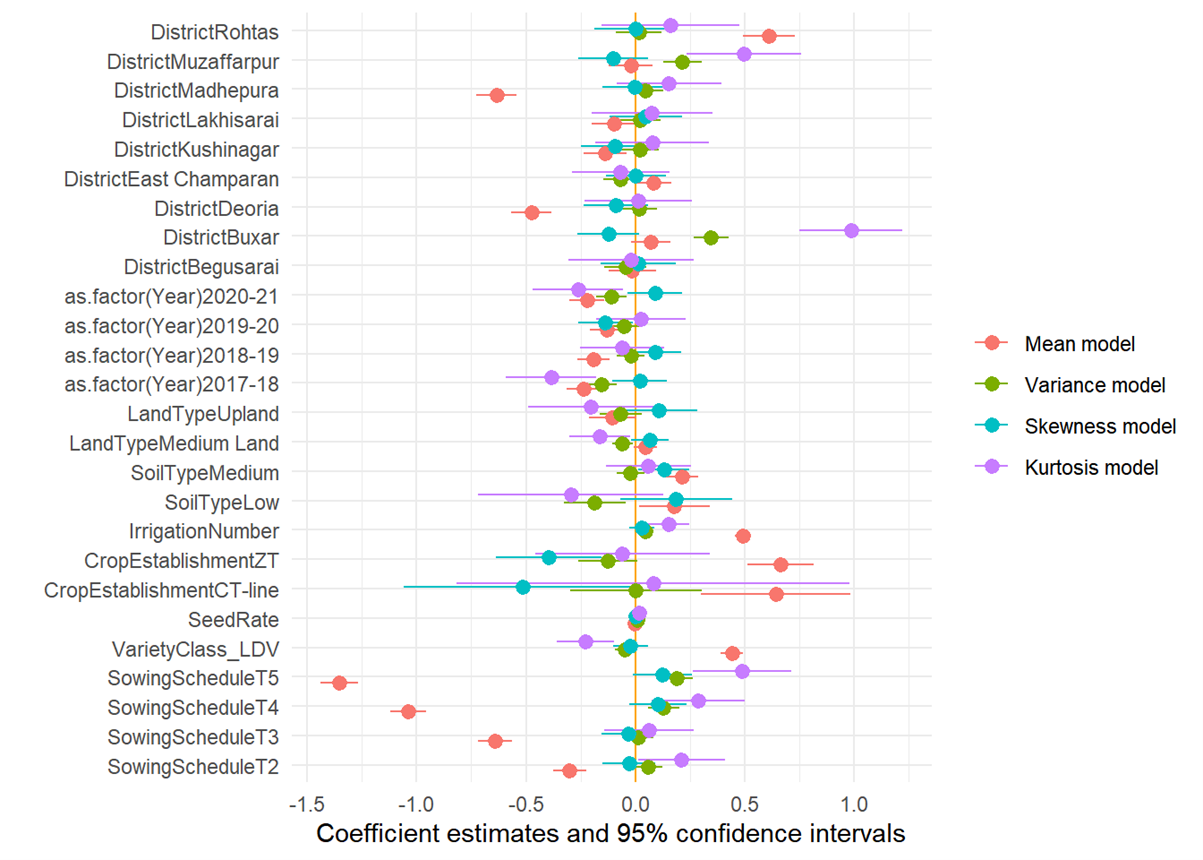 DistrictRohtas
DistrictMuzaffarpur
DistrictMadhepura
DistrictLakhisarai
DistrictKushinagar
DistrictEast Champaran
DistrictDeoria
DistrictBuxar
DistrictBegusarai
as.factor(Year)2020-21
as.factor(Year)2019-20
as.factor(Year)2018-19
as.factor(Year)2017-18
LandTypeUpland
LandTypeMedium Land
SoilTypeMedium
SoilTypeLow
IrrigationNumber
CropEstablishmentZT
CropEstablishmentCT-line
SeedRate
VarietyClass_LDV
SowingScheduleT5
SowingScheduleT4
SowingScheduleT3
SowingScheduleT2
-1.5 -1.0 -0.5 0.0 0.5 1.0
Coefficient estimates and 95% confidence intervals
Mean model
Variance model
Skewness model
Kurtosis model